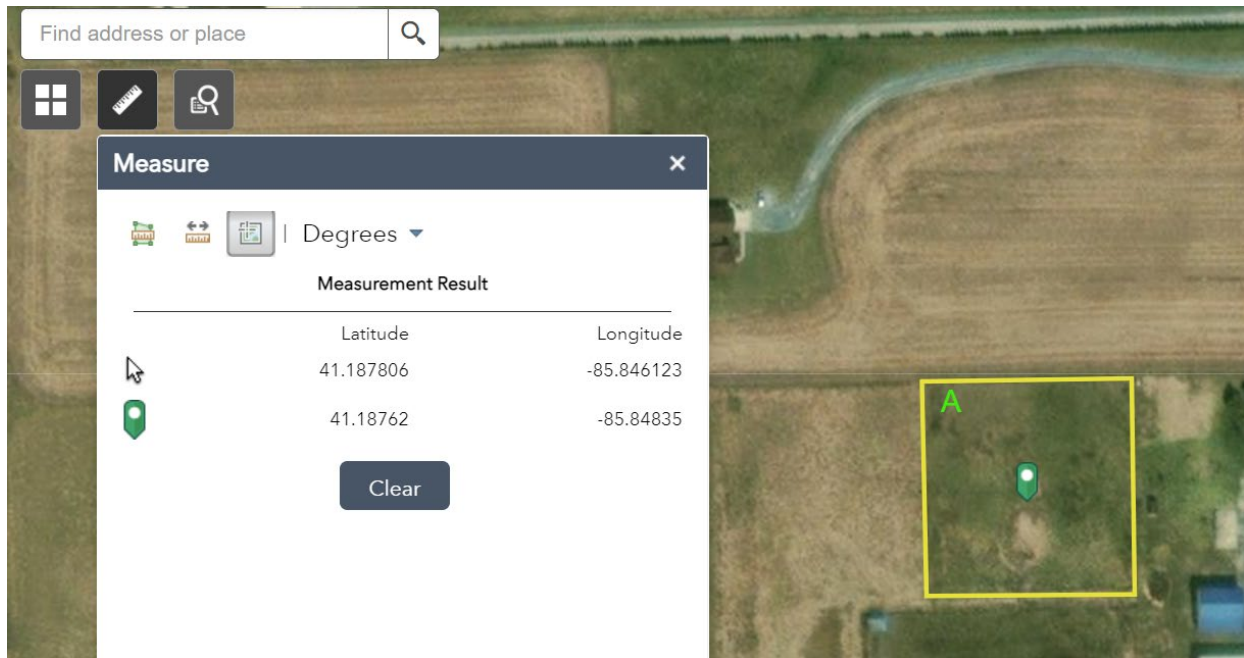 Find address or place
Measure
Degrees
Measurement Result
Latitude Longitude
41.187806 -85.846123
41.18762 -85.84835
Clear
A